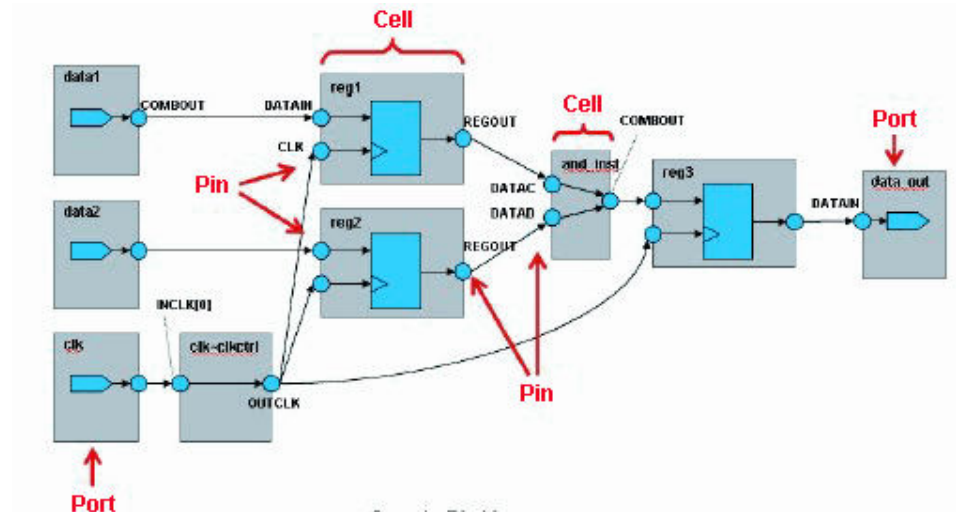 Cell
data1
reg1
COMBOUT
DATAIN
CLK
REGOUT
Cell
COMBOUT
and_inst
Port
Pin
DATAC
reg3
data_out
data2
reg2
DATAD
DATAIN
REGOUT
INCLK[0]
clk
clk~clkctrl
OUTCLK
Pin
Port